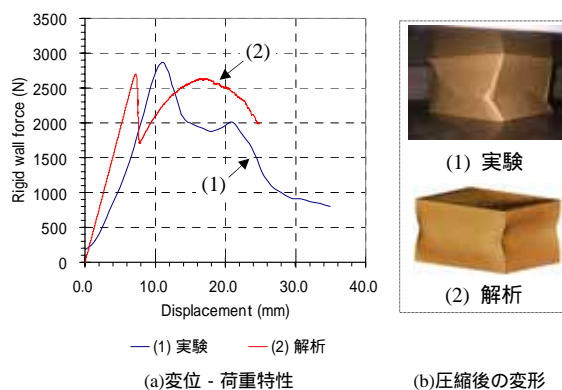 3500
3000
2500
2000
1500
1000
500
0
Rigid wall force (N)
(2)
(1)
0.0 10.0 20.0 30.0 40.0
Displacement (mm)
(1) 実験 (2) 解析
(a)変位 - 荷重特性
(1) 実験
(2) 解析
(b)圧縮後の変形